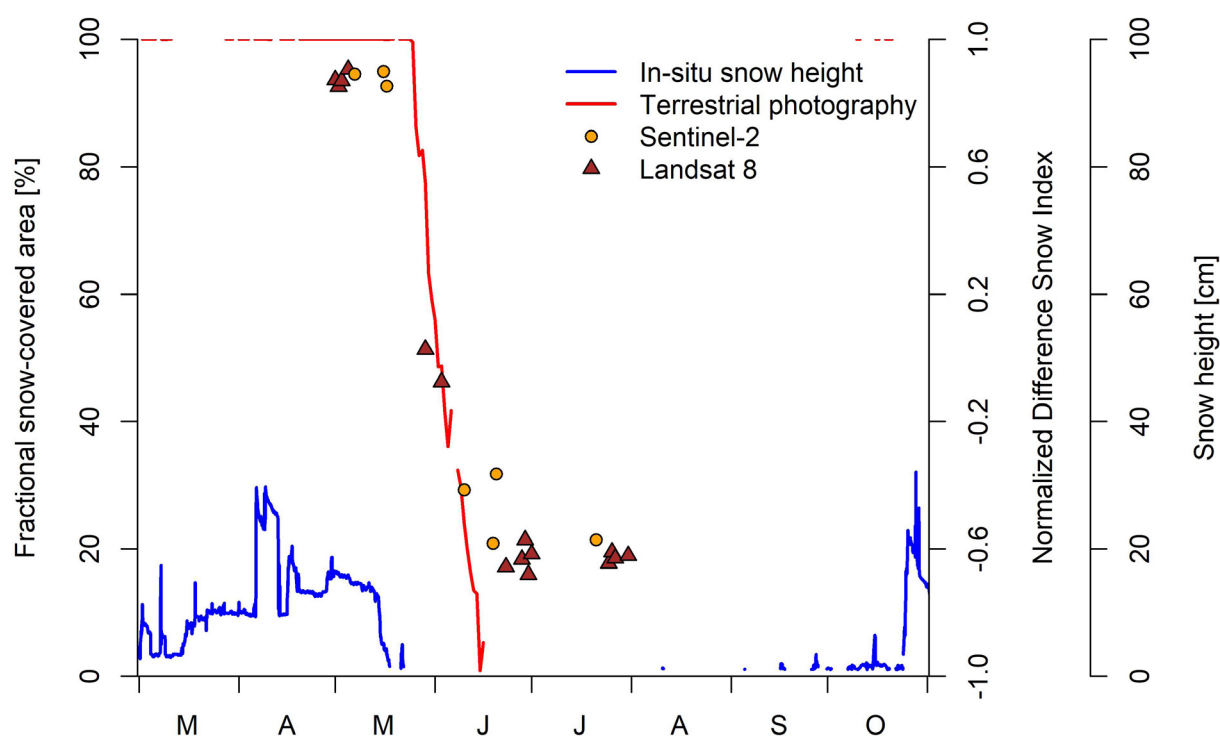 Fractional snow-covered area [%]
100
80
60
40
20
0
In-situ snow height
Terrestrial photography
Sentinel-2
Landsat 8
1.0
0.6
0.2
-0.2
-0.6
-1.0
Normalized Difference Snow Index
100
80
60
40
20
0
Snow height [cm]
M A M J J A S O